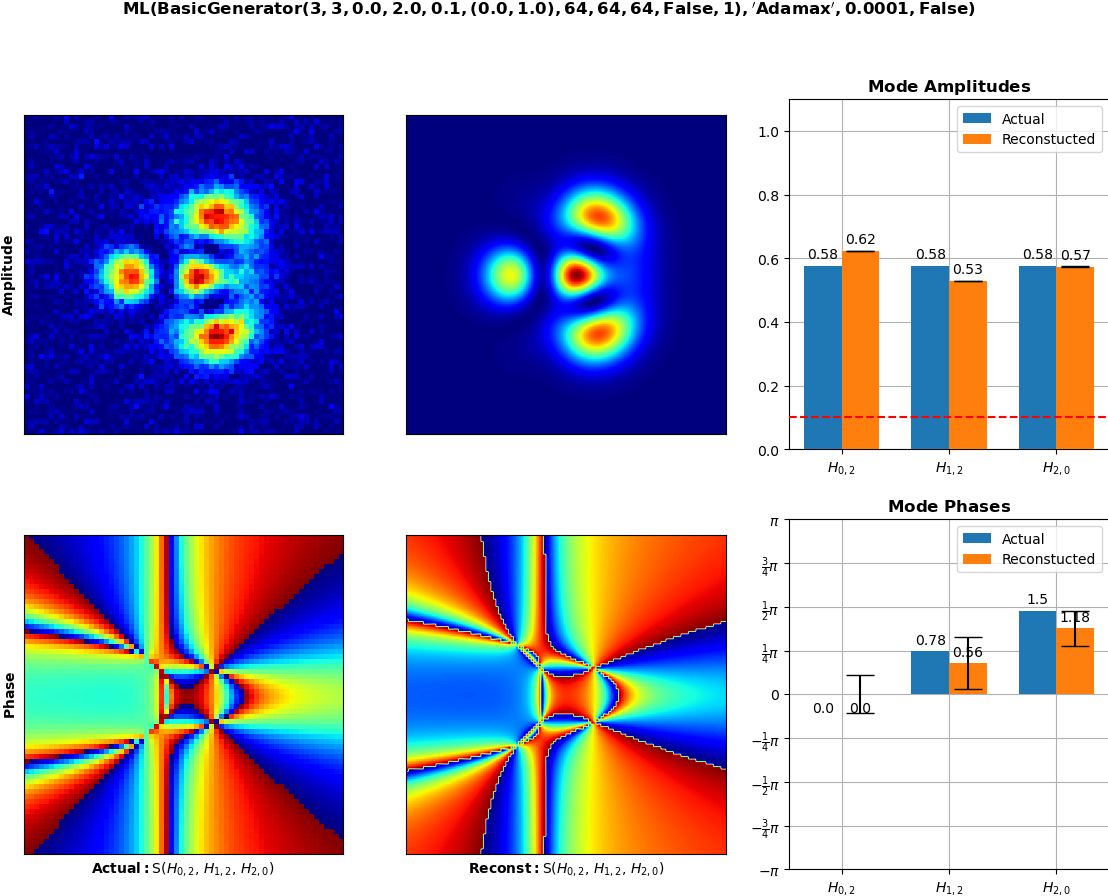 ML(BasicGenerator(3, 3, 0.0, 2.0, 0.1, (0.0, 1.0), 64, 64, 64, False, 1), 'Adamax', 0.0001, False)
Amplitude
Mode Amplitudes
Actual
Reconstucted
1.0
0.8
0.6
0.4
0.2
0.0
0.58
0.62
0.58
0.53
0.58
0.57
H0,2
H1,2
H2,0
Phase
Actual: S(H0,2, H1,2, H2,0)
Reconst: S(H0,2, H1,2, H2,0)
Mode Phases
Actual
Reconstucted
π
3/4π
1/2π
1/4π
0
−1/4π
−1/2π
−3/4π
−π
0.0
0.0
0.78
0.56
1.5
1.18
H0,2
H1,2
H2,0